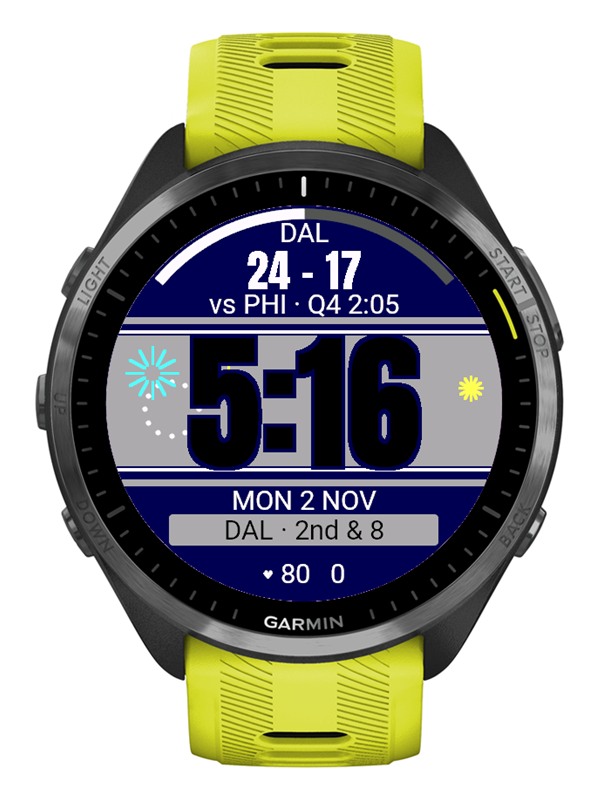 DAL
24 - 17
vs PHI · Q4 2:05
LIGHT
START
STOP
5:16
UP
MON 2 NOV
DAL · 2nd & 8
DOWN
BACK
80 0
GARMIN